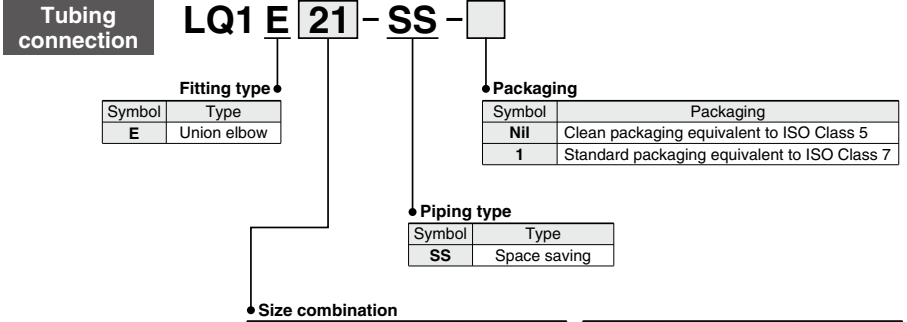 Tubing
connection
LQ1 E 21 - SS -
Fitting type
Symbol Type
E Union elbow
Packaging
Symbol Packaging
Nil Clean packaging equivalent to ISO Class 5
1 Standard packaging equivalent to ISO Class 7
Piping type
Symbol Type
SS Space saving
Size combination